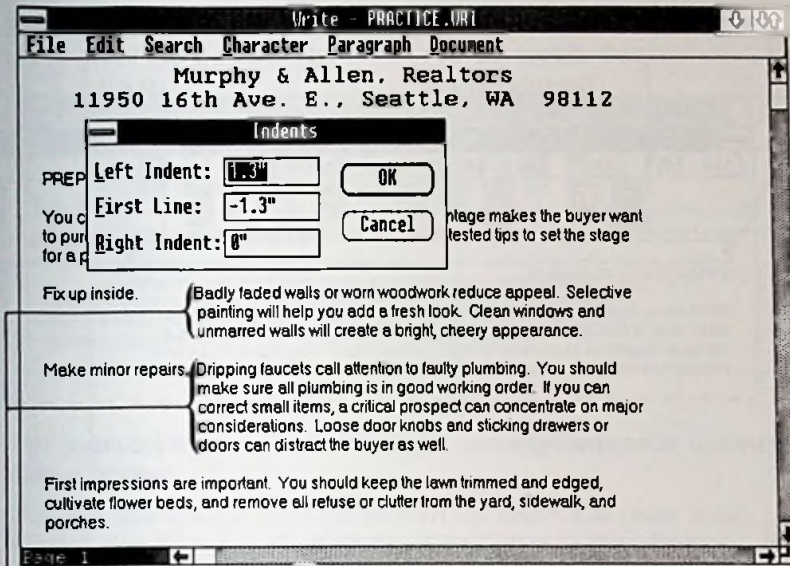 Write - PRACTICE.WRI
File Edit Search Character Paragraph Document
Murphy & Allen, Realtors
11950 16th Ave. E., Seattle, WA 98112
Indents
Left Indent: 1.3"
OK
First Line: -1.3"
Cancel
Right Indent: 0"
PREP
You c ntage makes the buyer want
to pur tested tips to set the stage
for a p
Fix up inside. Badly faded walls or worn woodwork reduce appeal. Selective
painting will help you add a fresh look. Clean windows and
unmarred walls will create a bright, cheery appearance.
Make minor repairs. Dripping faucets call attention to faulty plumbing. You should
make sure all plumbing is in good working order. If you can
correct small items, a critical prospect can concentrate on major
considerations. Loose door knobs and sticking drawers or
doors can distract the buyer as well.
First impressions are important. You should keep the lawn trimmed and edged,
cultivate flower beds, and remove all refuse or clutter from the yard, sidewalk, and
porches.
Page 1